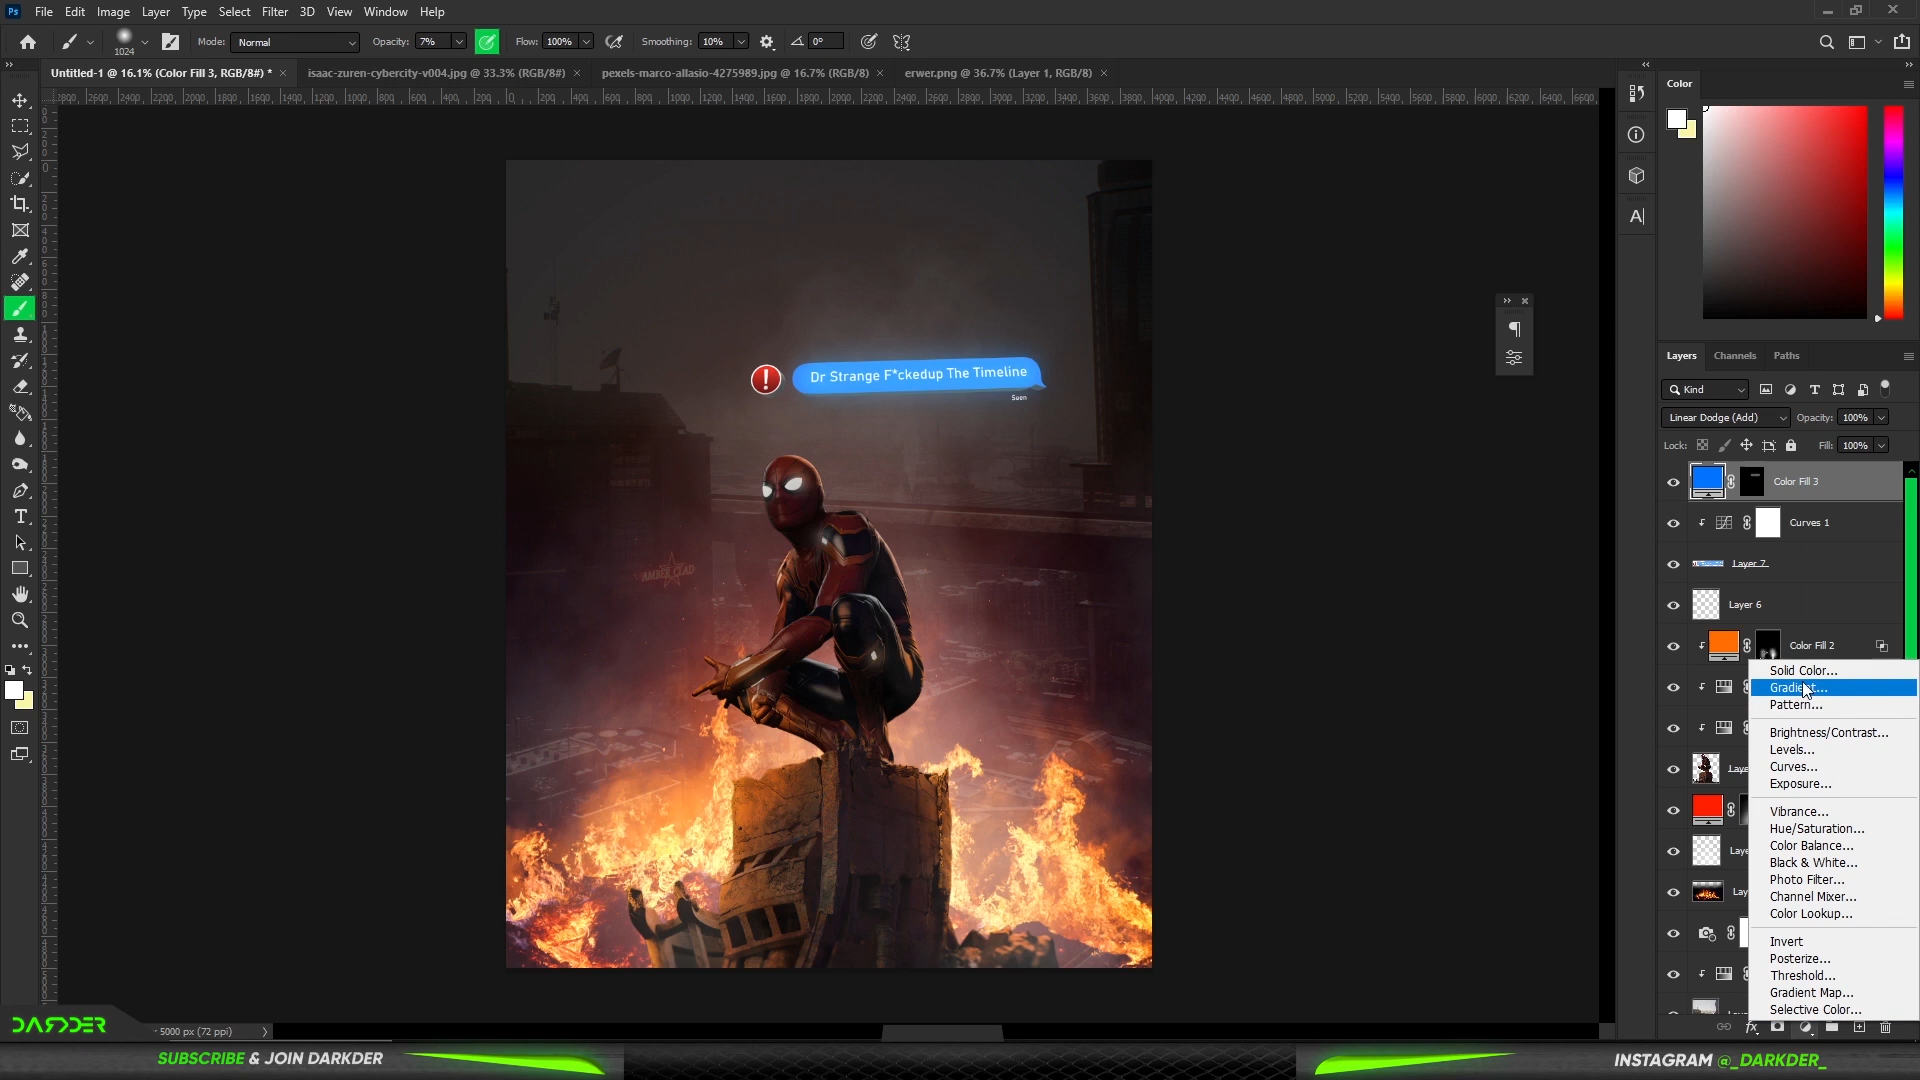 Ps File Edit Image Layer Type Select Filter 3D View Window Help
1024 Mode: Normal Opacity: 7% Flow: 100% Smoothing: 10% 0°
Untitled-1 @ 16.1% (Color Fill 3, RGB/8#) * isaac-zuren-cybercity-v004.jpg @ 33.3% (RGB/8#) pexels-marco-allasio-4275989.jpg @ 16.7% (RGB/8) erwer.png @ 36.7% (Layer 1, RGB/8)
Color
Dr Strange F*ckedup The Timeline
Seen
AMBER CLAD
Layers Channels Paths
Kind
Linear Dodge (Add) Opacity: 100%
Lock: Fill: 100%
Color Fill 3
Curves 1
Layer 7
Layer 6
Color Fill 2
Solid Color...
Gradient...
Pattern...
Brightness/Contrast...
Levels...
Curves...
Exposure...
Vibrance...
Hue/Saturation...
Color Balance...
Black & White...
Photo Filter...
Channel Mixer...
Color Lookup...
Invert
Posterize...
Threshold...
Gradient Map...
Selective Color...
DARKDER
5000 px (72 ppi)
SUBSCRIBE & JOIN DARKDER
INSTAGRAM @_DARKDER_